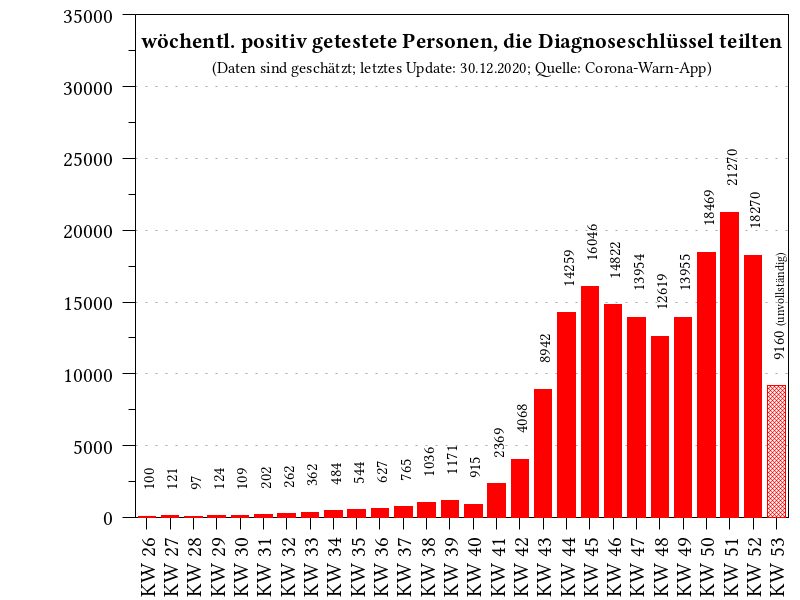 wöchentl. positiv getestete Personen, die Diagnoseschlüssel teilten
(Daten sind geschätzt; letztes Update: 30.12.2020; Quelle: Corona-Warn-App)
35000
30000
25000
20000
15000
10000
5000
0
100
121
97
124
109
202
262
362
484
544
627
765
1036
1171
915
2369
4068
8942
14259
16046
14822
13954
12619
13955
18469
21270
18270
9160 (unvollständig)
KW 26
KW 27
KW 28
KW 29
KW 30
KW 31
KW 32
KW 33
KW 34
KW 35
KW 36
KW 37
KW 38
KW 39
KW 40
KW 41
KW 42
KW 43
KW 44
KW 45
KW 46
KW 47
KW 48
KW 49
KW 50
KW 51
KW 52
KW 53